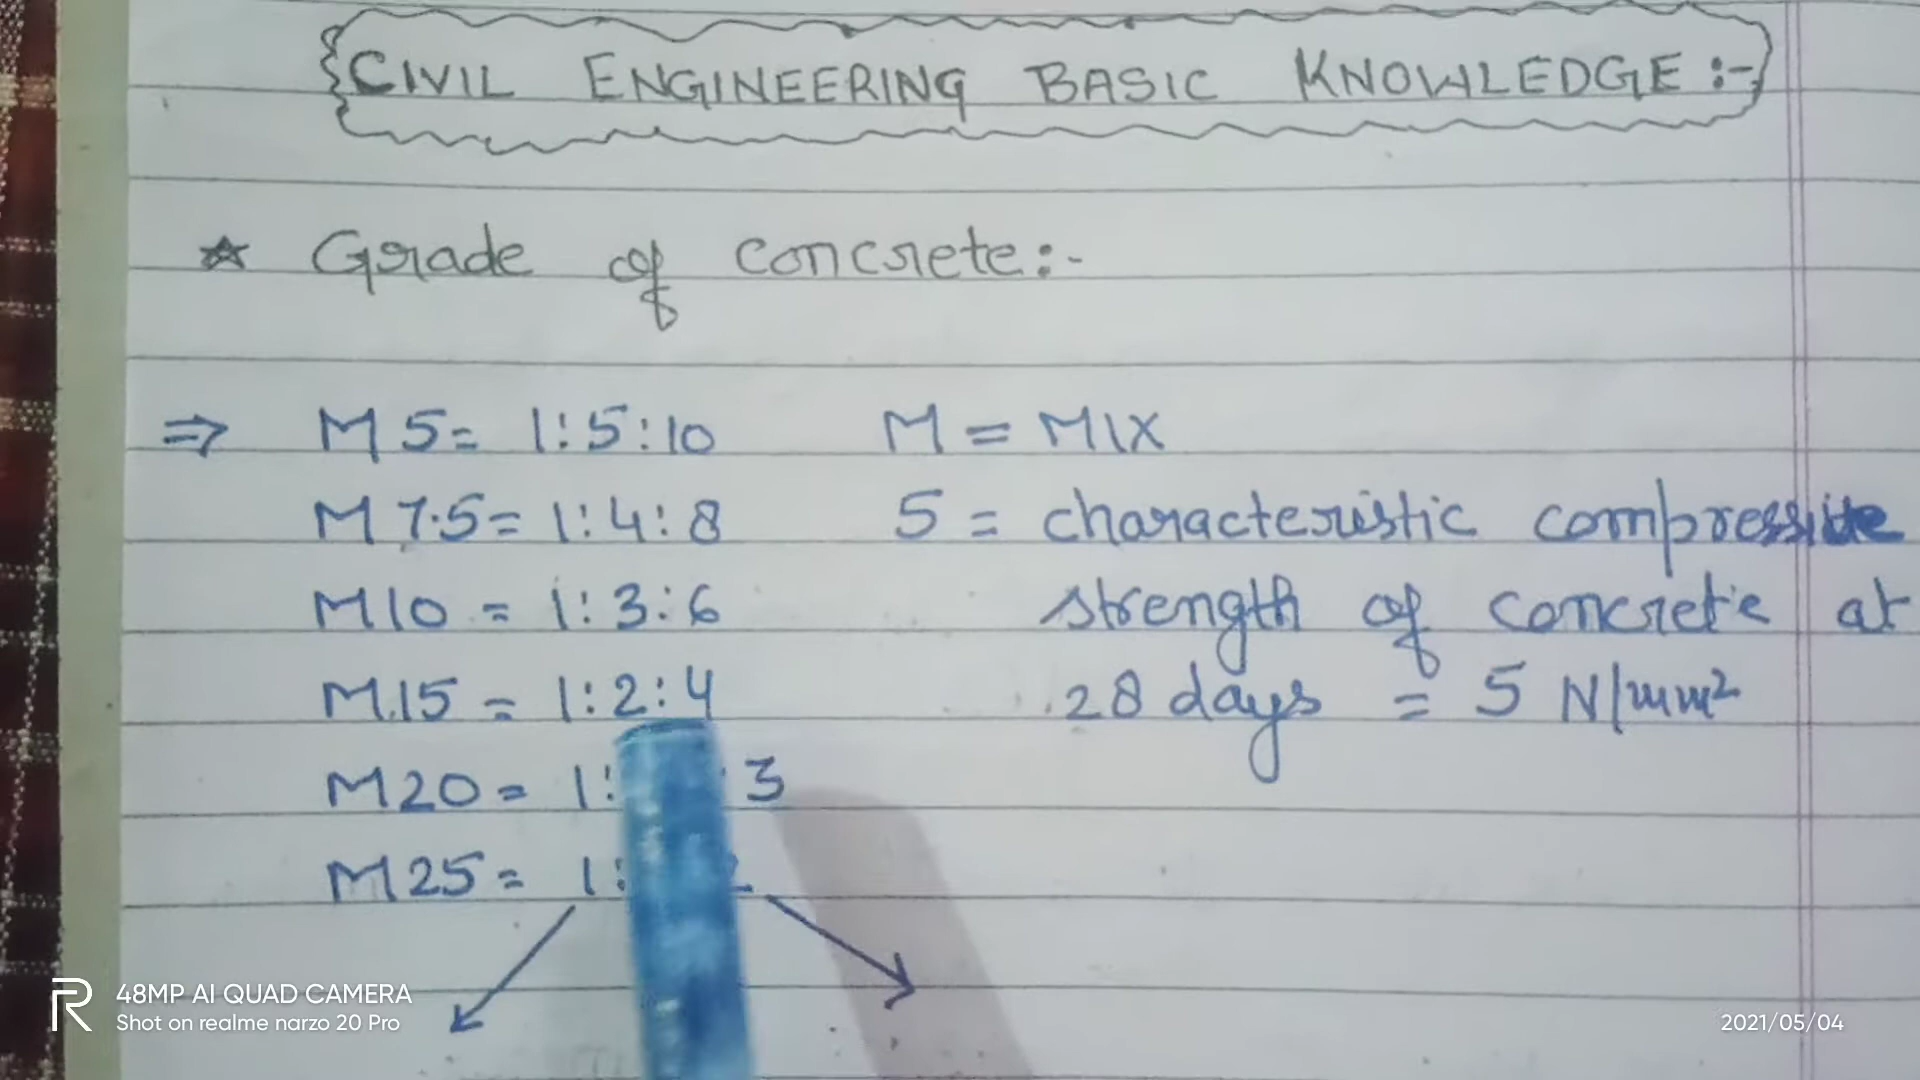 CIVIL ENGINEERING BASIC KNOWLEDGE :-
★ Grade of concrete :-
⇒ M 5 = 1:5:10 M = MIX
M 7.5 = 1:4:8 5 = characteristic compressive
M10 = 1:3:6 strength of concrete at
M15 = 1:2:4 28 days = 5 N/mm²
M20 = 1: : 3
M25 = 1:
48MP AI QUAD CAMERA
Shot on realme narzo 20 Pro
2021/05/04